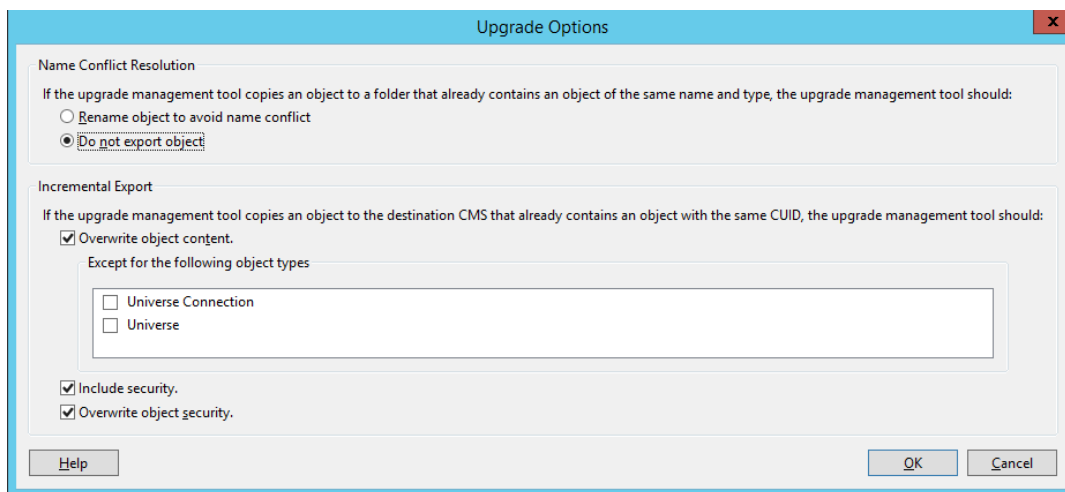 Upgrade Options
x
Name Conflict Resolution
If the upgrade management tool copies an object to a folder that already contains an object of the same name and type, the upgrade management tool should:
Rename object to avoid name conflict
Do not export object
Incremental Export
If the upgrade management tool copies an object to the destination CMS that already contains an object with the same CUID, the upgrade management tool should:
Overwrite object content.
Except for the following object types
Universe Connection
Universe
Include security.
Overwrite object security.
Help OK Cancel